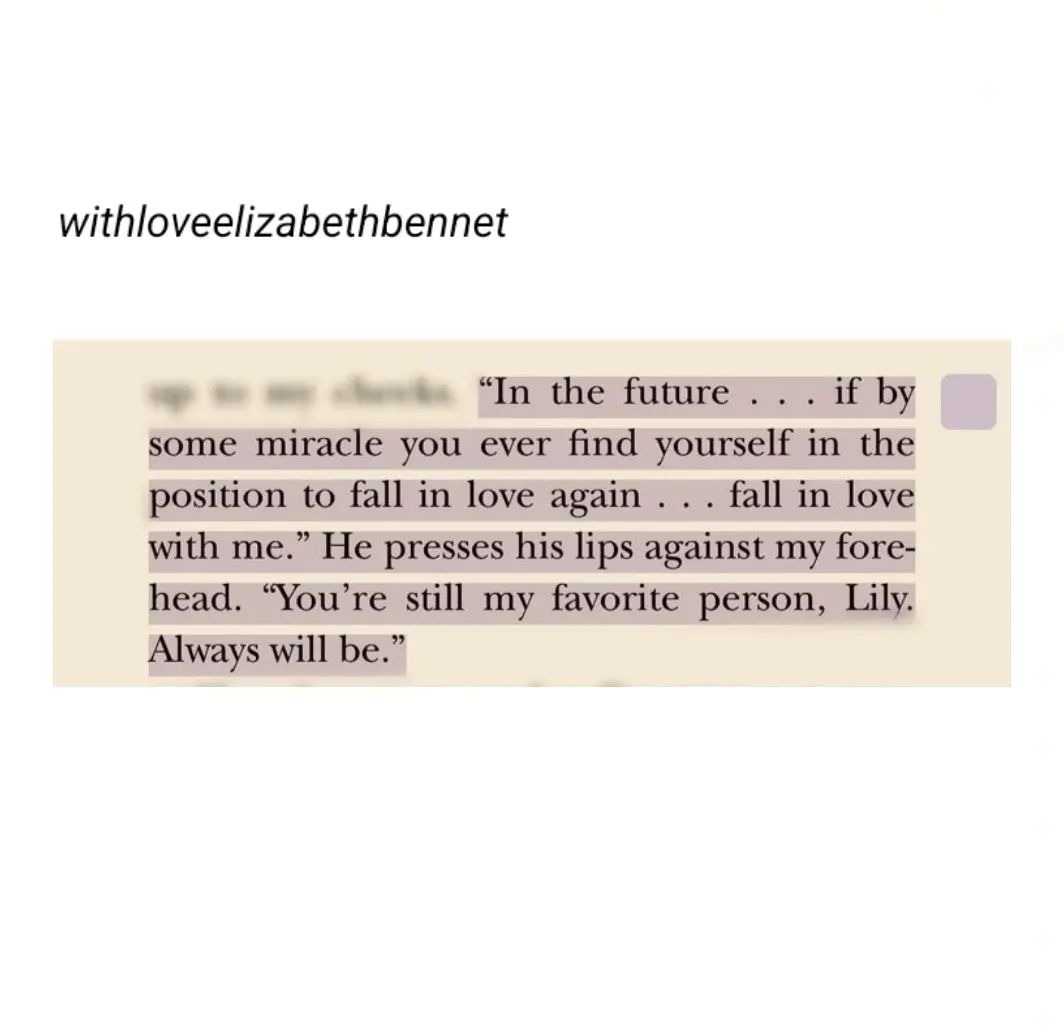 withloveelizabethbennet
“In the future . . . if by
some miracle you ever find yourself in the
position to fall in love again . . . fall in love
with me.” He presses his lips against my fore-
head. “You’re still my favorite person, Lily.
Always will be.”